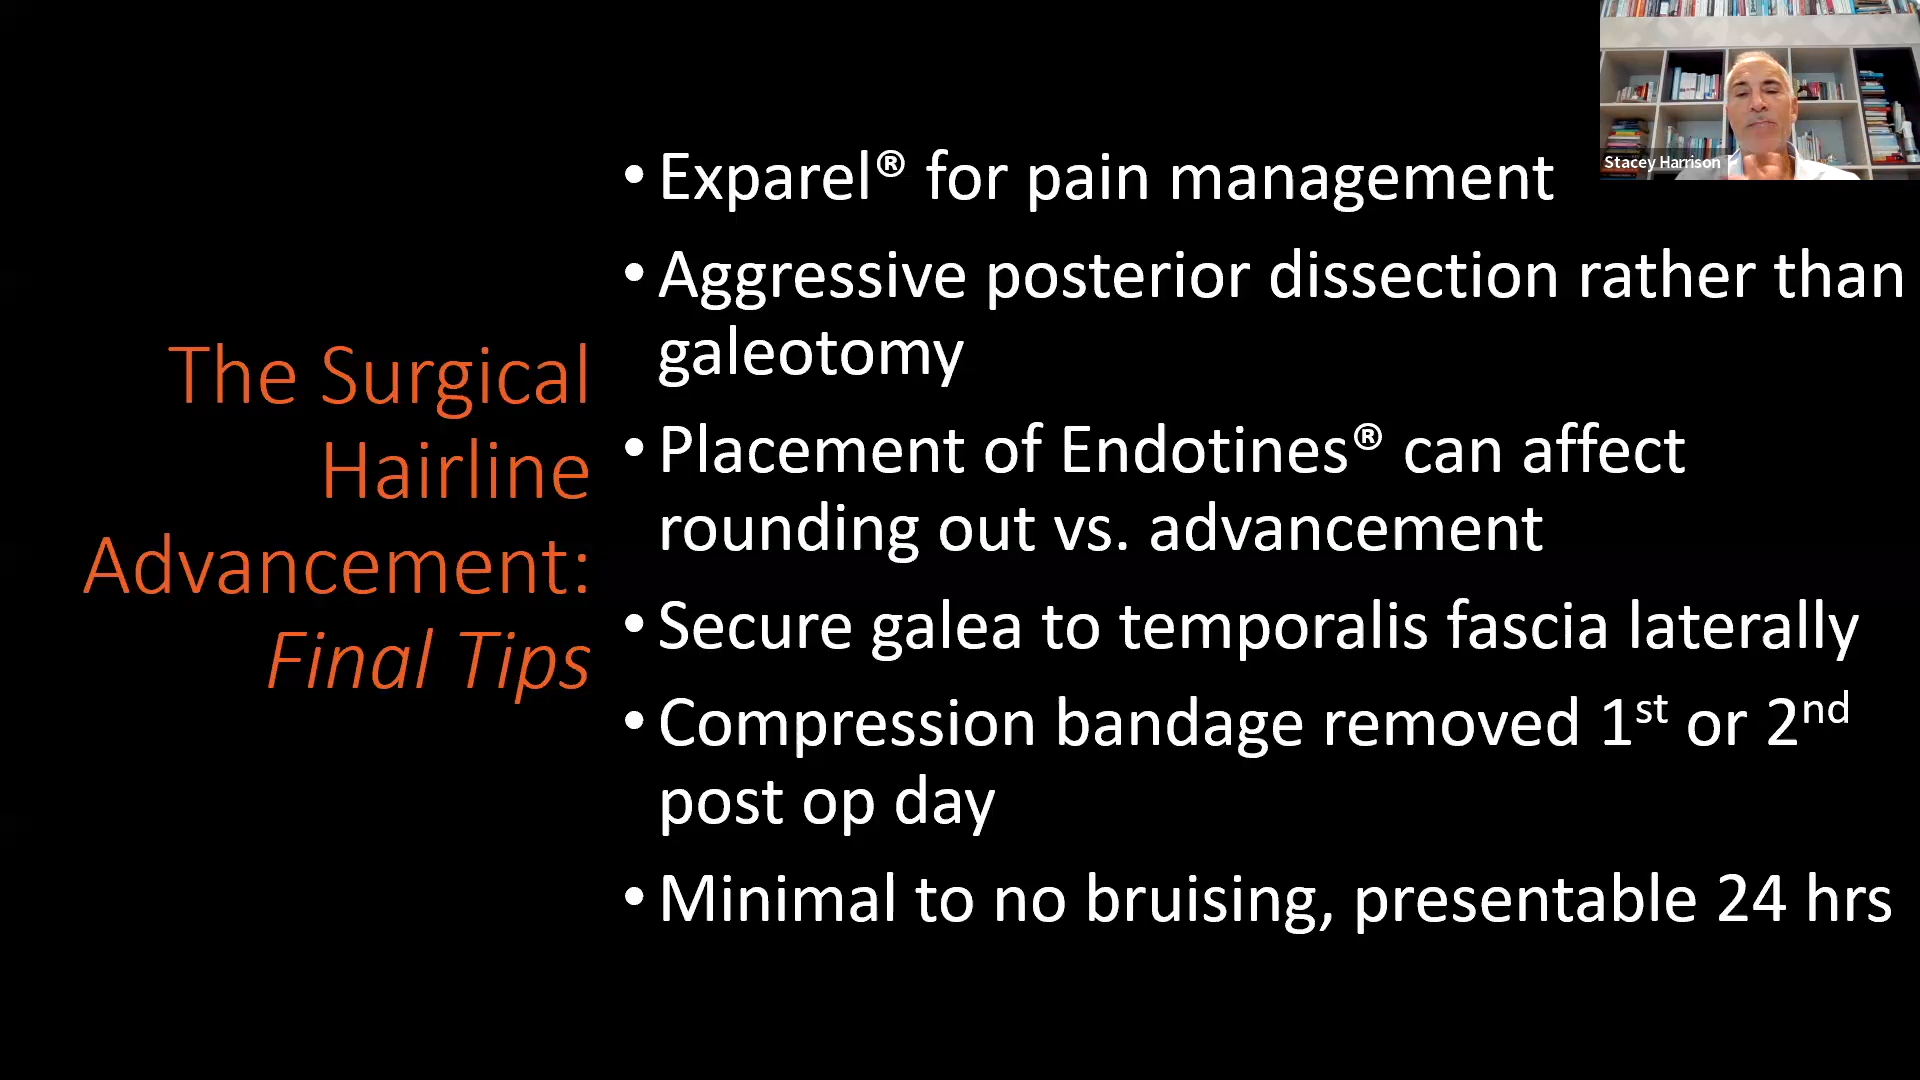 The Surgical
Hairline
Advancement:
Final Tips
• Exparel® for pain management
• Aggressive posterior dissection rather than
galeotomy
• Placement of Endotines® can affect
rounding out vs. advancement
• Secure galea to temporalis fascia laterally
• Compression bandage removed 1st or 2nd
post op day
• Minimal to no bruising, presentable 24 hrs
Stacey Harrison